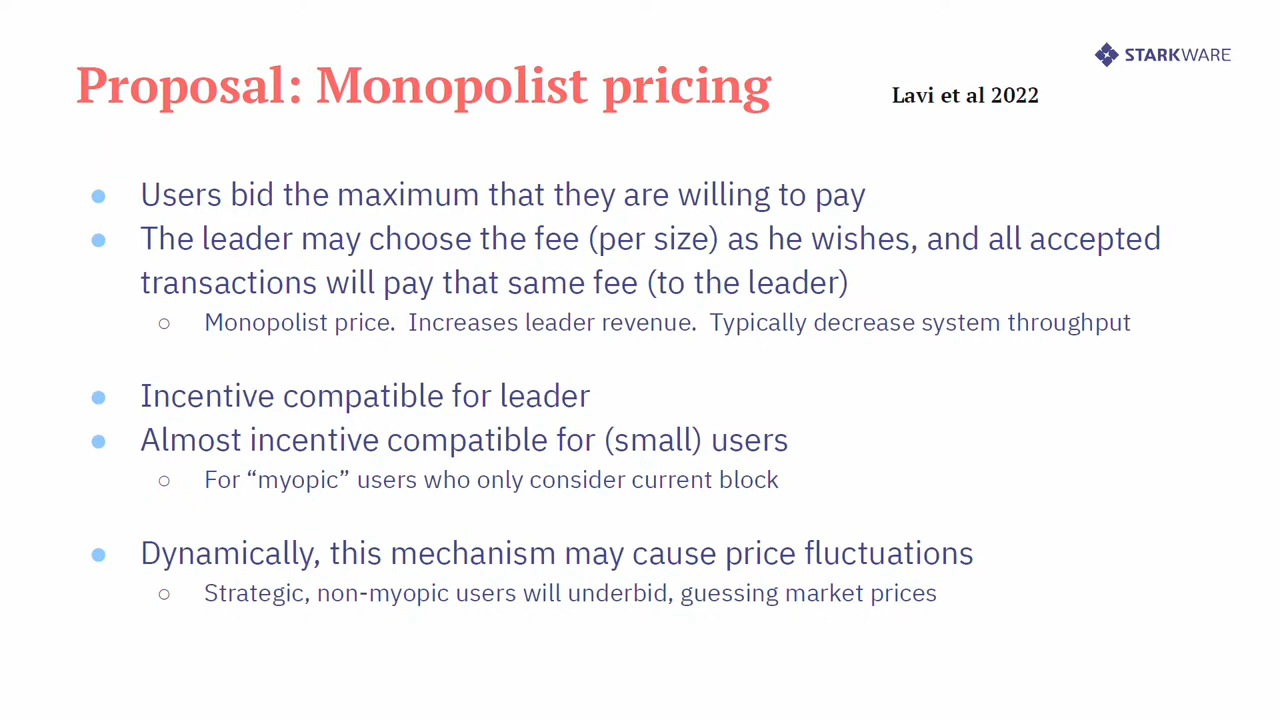 STARKWARE
Proposal: Monopolist pricing
Lavi et al 2022
● Users bid the maximum that they are willing to pay
● The leader may choose the fee (per size) as he wishes, and all accepted
transactions will pay that same fee (to the leader)
○ Monopolist price. Increases leader revenue. Typically decrease system throughput
● Incentive compatible for leader
● Almost incentive compatible for (small) users
○ For “myopic” users who only consider current block
● Dynamically, this mechanism may cause price fluctuations
○ Strategic, non-myopic users will underbid, guessing market prices